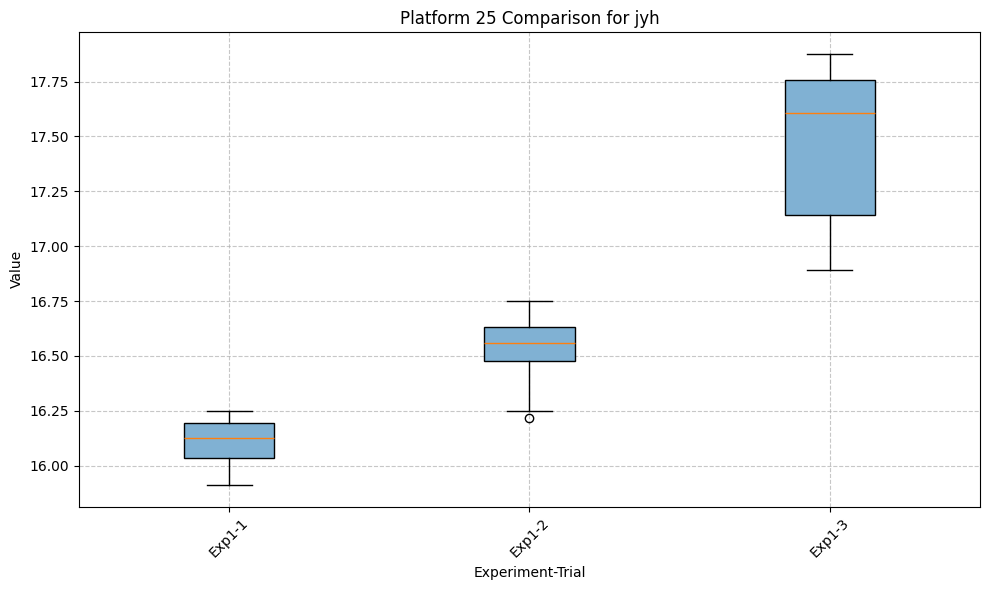 Platform 25 Comparison for jyh
Value
17.75
17.50
17.25
17.00
16.75
16.50
16.25
16.00
Exp1-1
Exp1-2
Exp1-3
Experiment-Trial